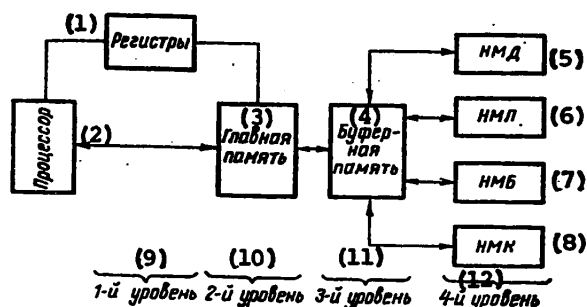 (1)
Регистры
НМД
(5)
(2)
Процессор
(3)
Главная
память
(4)
Буфер-
ная
память
НМЛ
(6)
НМБ
(7)
НМК
(8)
(9)
(10)
(11)
(12)
1-й уровень
2-й уровень
3-й уровень
4-й уровень